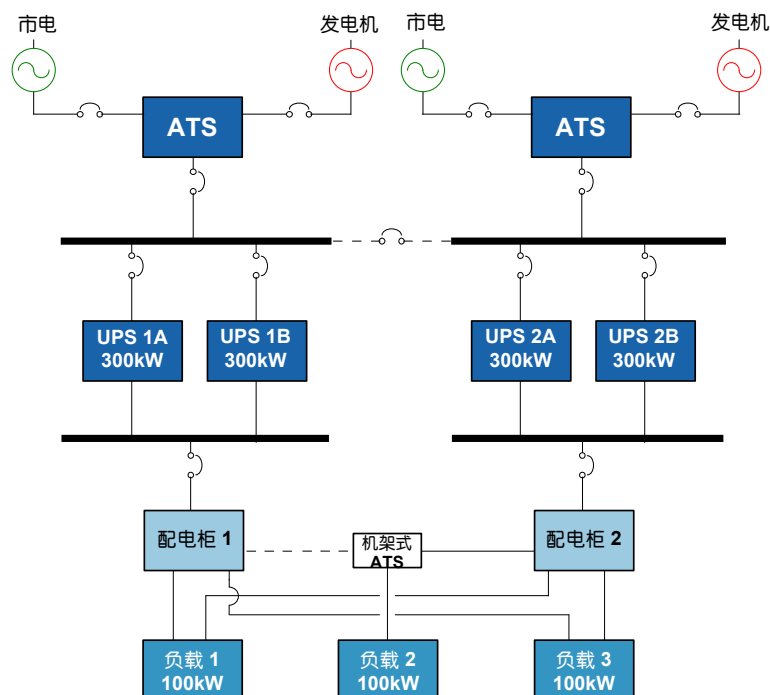 市电
发电机
市电
发电机
ATS
ATS
UPS 1A
300kW
UPS 1B
300kW
UPS 2A
300kW
UPS 2B
300kW
配电柜 1
机架式
ATS
配电柜 2
负载 1
100kW
负载 2
100kW
负载 3
100kW